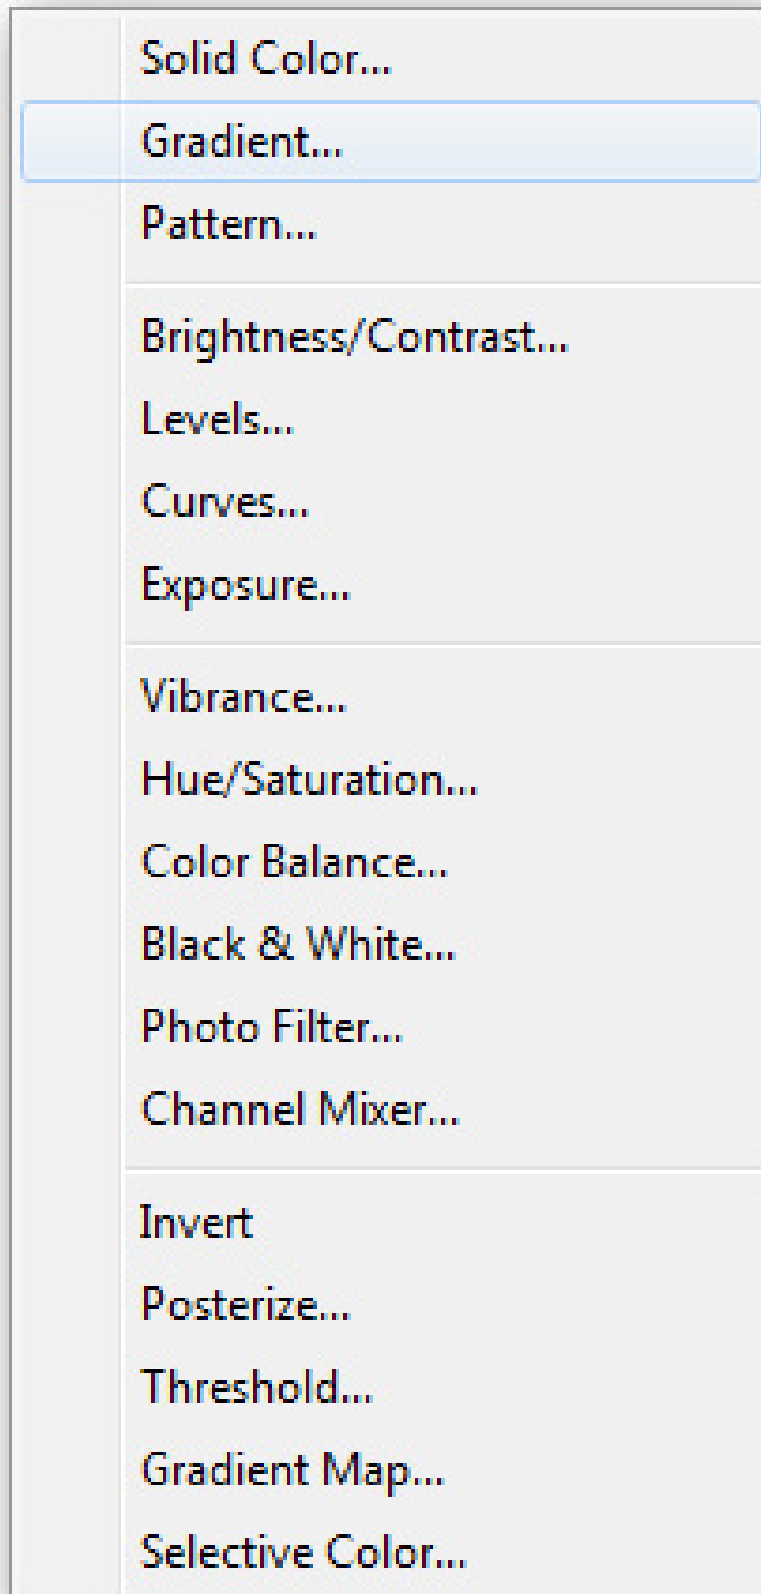 Solid Color...
Gradient...
Pattern...
Brightness/Contrast...
Levels...
Curves...
Exposure...
Vibrance...
Hue/Saturation...
Color Balance...
Black & White...
Photo Filter...
Channel Mixer...
Invert
Posterize...
Threshold...
Gradient Map...
Selective Color...